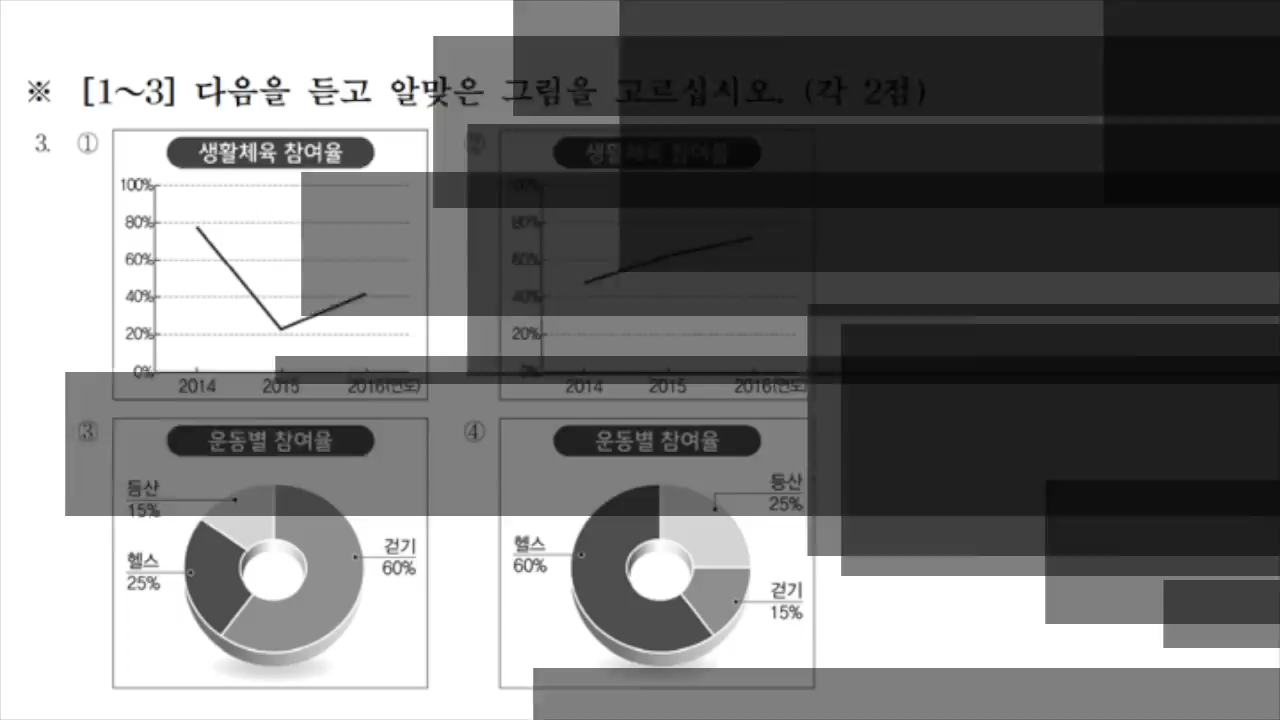 ※ [1～3] 다음을 듣고 알맞은 그림을 고르십시오. (각 2점)
3. ①
생활체육 참여율
100%
80%
60%
40%
20%
0%
2014 2015 2016(연도)
②
생활체육 참여율
100%
80%
60%
40%
20%
0%
2014 2015 2016(연도)
③
운동별 참여율
등산
15%
헬스
25%
걷기
60%
④
운동별 참여율
등산
25%
헬스
60%
걷기
15%